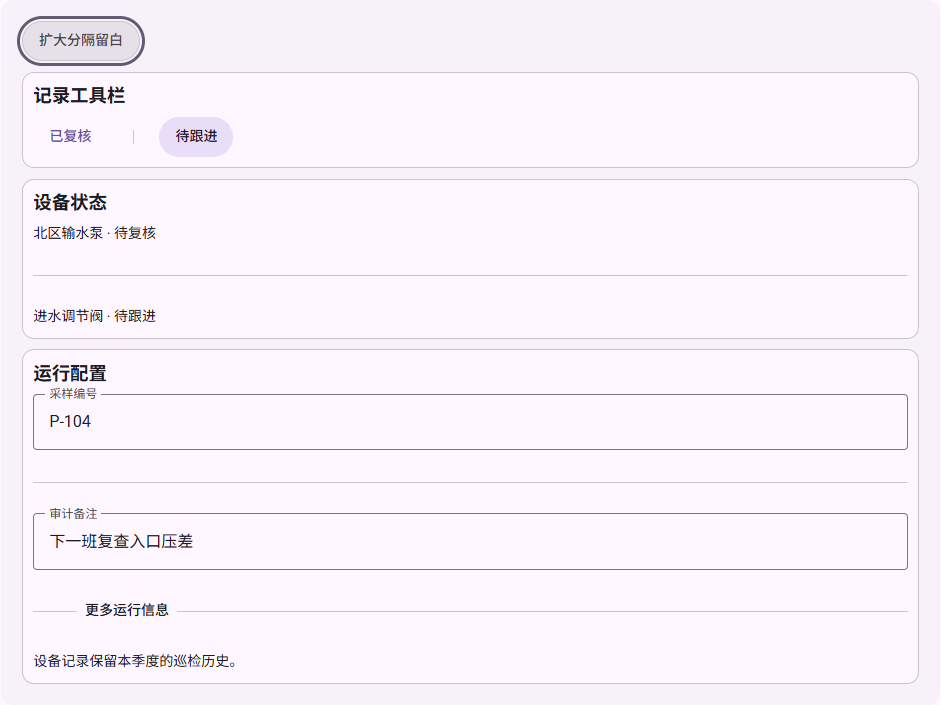 扩大分隔留白
记录工具栏
已复核
待跟进
设备状态
北区输水泵 · 待复核
进水调节阀 · 待跟进
运行配置
采样编号
P-104
审计备注
下一班复查入口压差
更多运行信息
设备记录保留本季度的巡检历史。